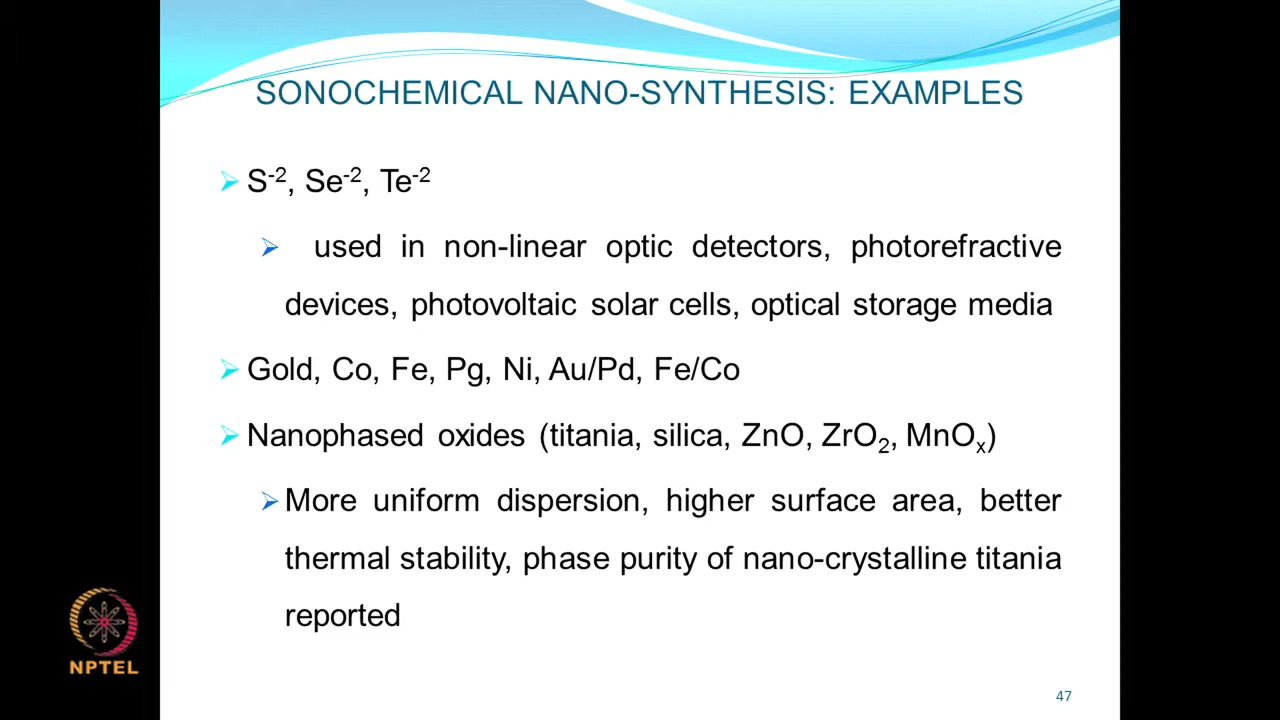 SONOCHEMICAL NANO-SYNTHESIS: EXAMPLES
S⁻², Se⁻², Te⁻²
used in non-linear optic detectors, photorefractive
devices, photovoltaic solar cells, optical storage media
Gold, Co, Fe, Pg, Ni, Au/Pd, Fe/Co
Nanophased oxides (titania, silica, ZnO, ZrO₂, MnOₓ)
More uniform dispersion, higher surface area, better
thermal stability, phase purity of nano-crystalline titania
reported
NPTEL
47